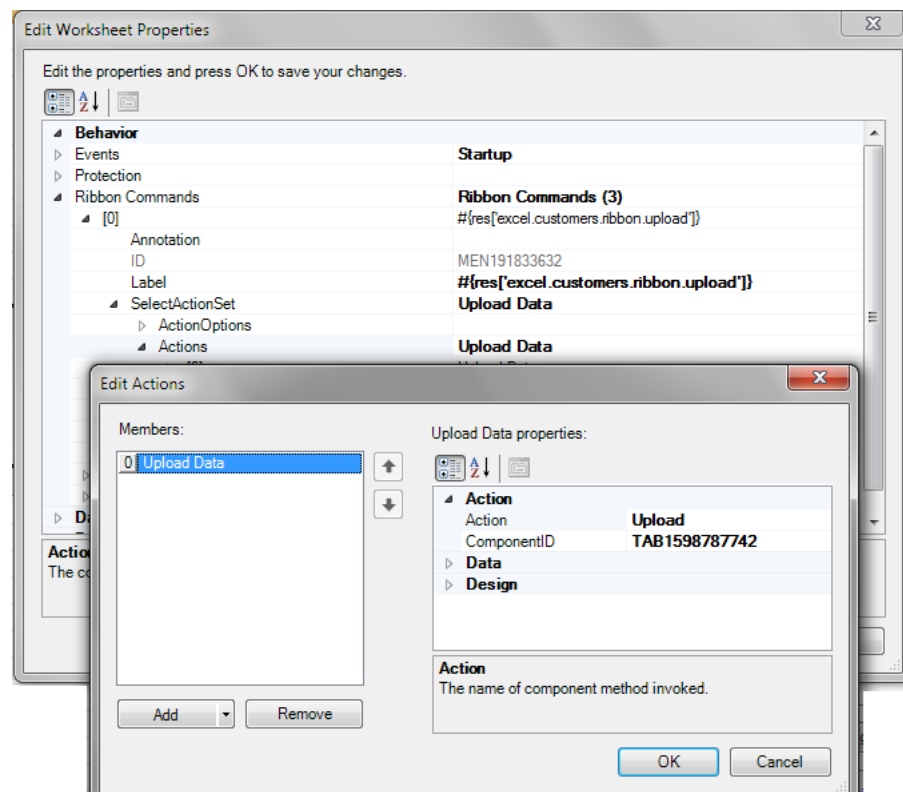 Edit Worksheet Properties
Edit the properties and press OK to save your changes.
Behavior
Events Startup
Protection
Ribbon Commands Ribbon Commands (3)
[0] #{res['excel.customers.ribbon.upload']}
Annotation
ID MEN191833632
Label #{res['excel.customers.ribbon.upload']}
SelectActionSet Upload Data
ActionOptions
Actions Upload Data
Edit Actions
Members:
Upload Data properties:
0 Upload Data
Action
Action Upload
ComponentID TAB1598787742
Data
Design
Action
The name of component method invoked.
Add Remove
OK Cancel